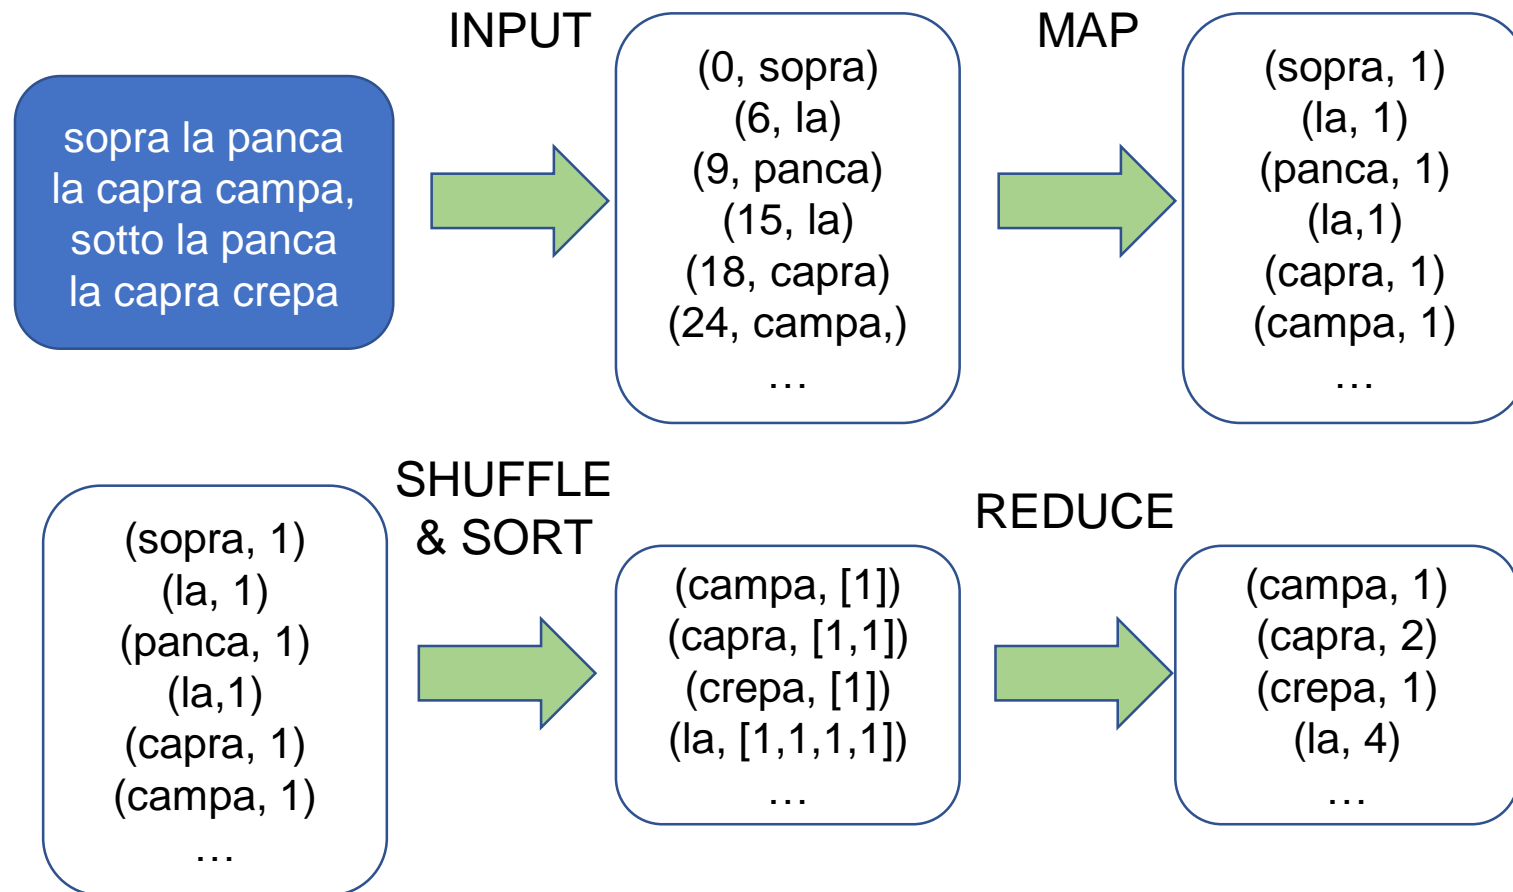 INPUT
MAP
sopra la panca
la capra campa,
sotto la panca
la capra crepa
(0, sopra)
(6, la)
(9, panca)
(15, la)
(18, capra)
(24, campa,)
…
(sopra, 1)
(la, 1)
(panca, 1)
(la,1)
(capra, 1)
(campa, 1)
…
SHUFFLE
& SORT
REDUCE
(sopra, 1)
(la, 1)
(panca, 1)
(la,1)
(capra, 1)
(campa, 1)
…
(campa, [1])
(capra, [1,1])
(crepa, [1])
(la, [1,1,1,1])
…
(campa, 1)
(capra, 2)
(crepa, 1)
(la, 4)
…